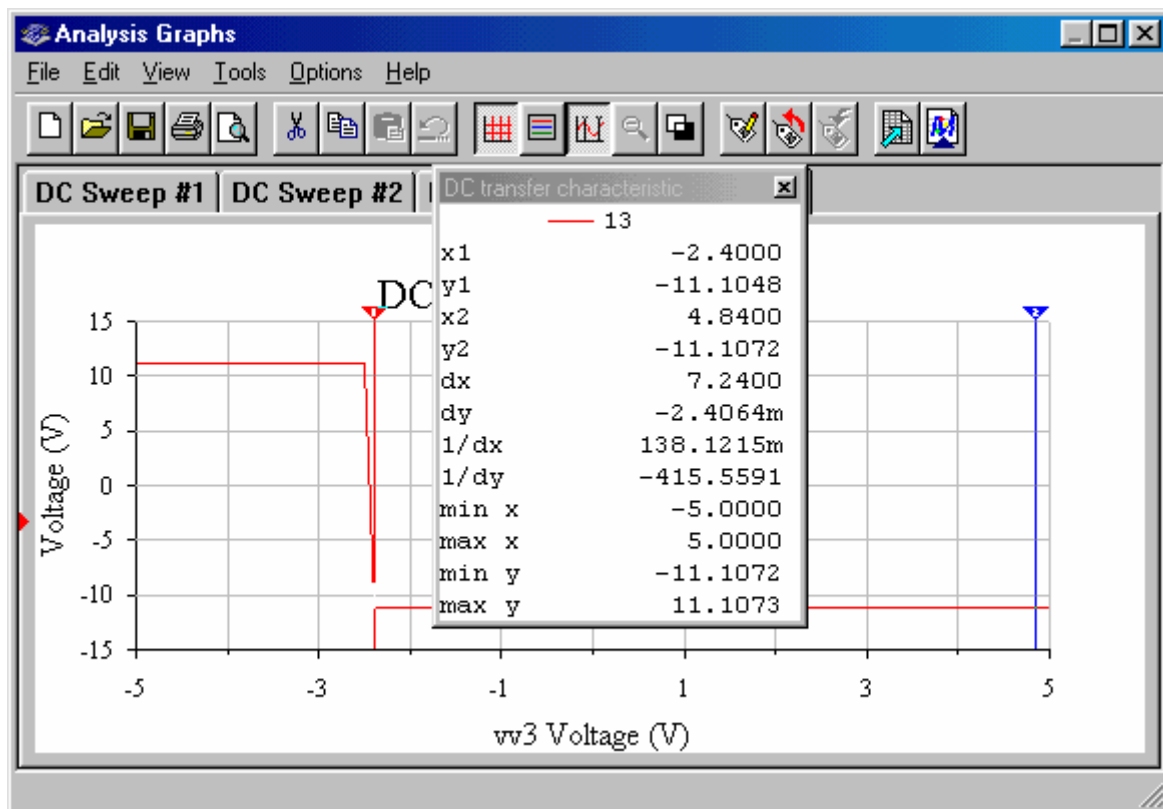 Analysis Graphs
File Edit View Tools Options Help
DC Sweep #1 DC Sweep #2
DC transfer characteristic
13
x1 -2.4000
y1 -11.1048
x2 4.8400
y2 -11.1072
dx 7.2400
dy -2.4064m
1/dx 138.1215m
1/dy -415.5591
min x -5.0000
max x 5.0000
min y -11.1072
max y 11.1073
DC
1 2
15
10
5
0
-5
-10
-15
Voltage (V)
-5 -3 -1 1 3 5
vv3 Voltage (V)